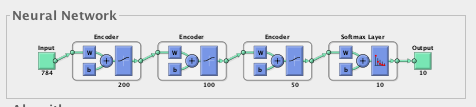 Neural Network
Input Encoder Encoder Encoder Softmax Layer Output
W W W W
b b b b
784 200 100 50 10 10